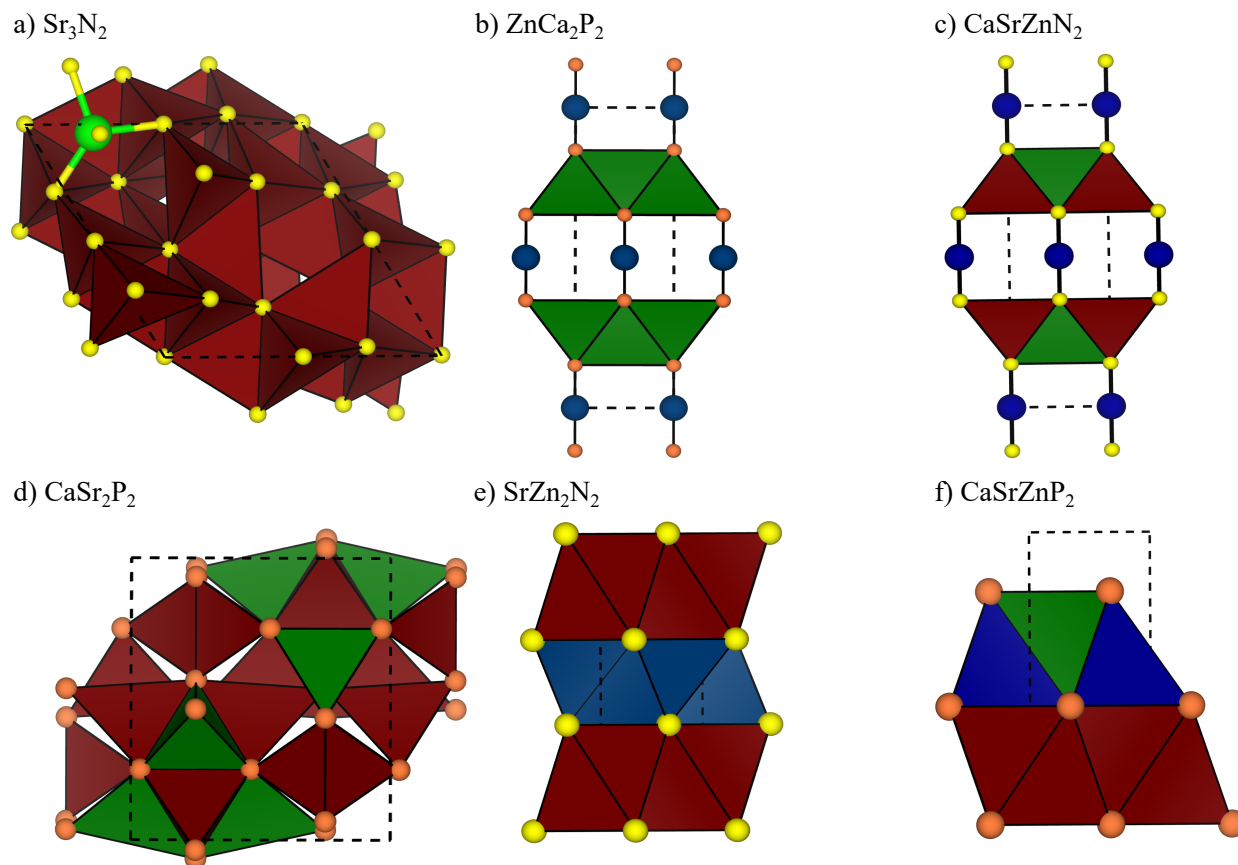 a) Sr₃N₂
b) ZnCa₂P₂
c) CaSrZnN₂
d) CaSr₂P₂
e) SrZn₂N₂
f) CaSrZnP₂